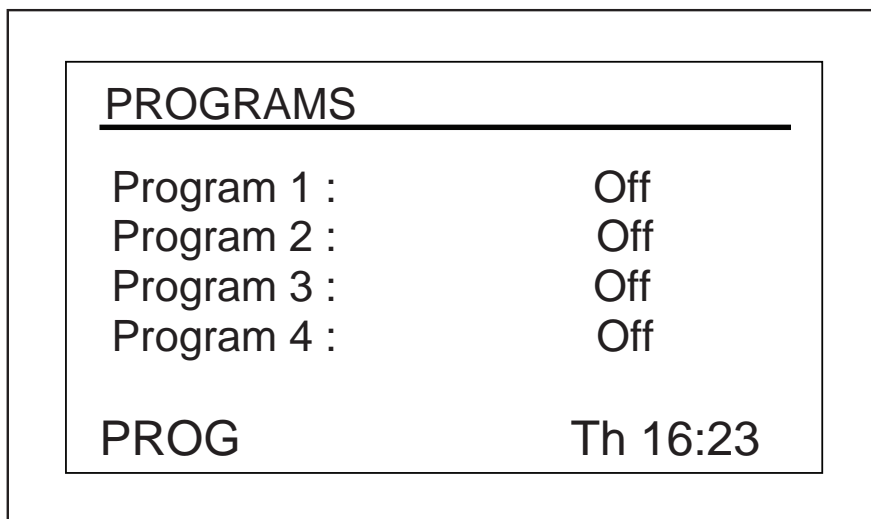 PROGRAMS
Program 1 : Off
Program 2 : Off
Program 3 : Off
Program 4 : Off
PROG Th 16:23